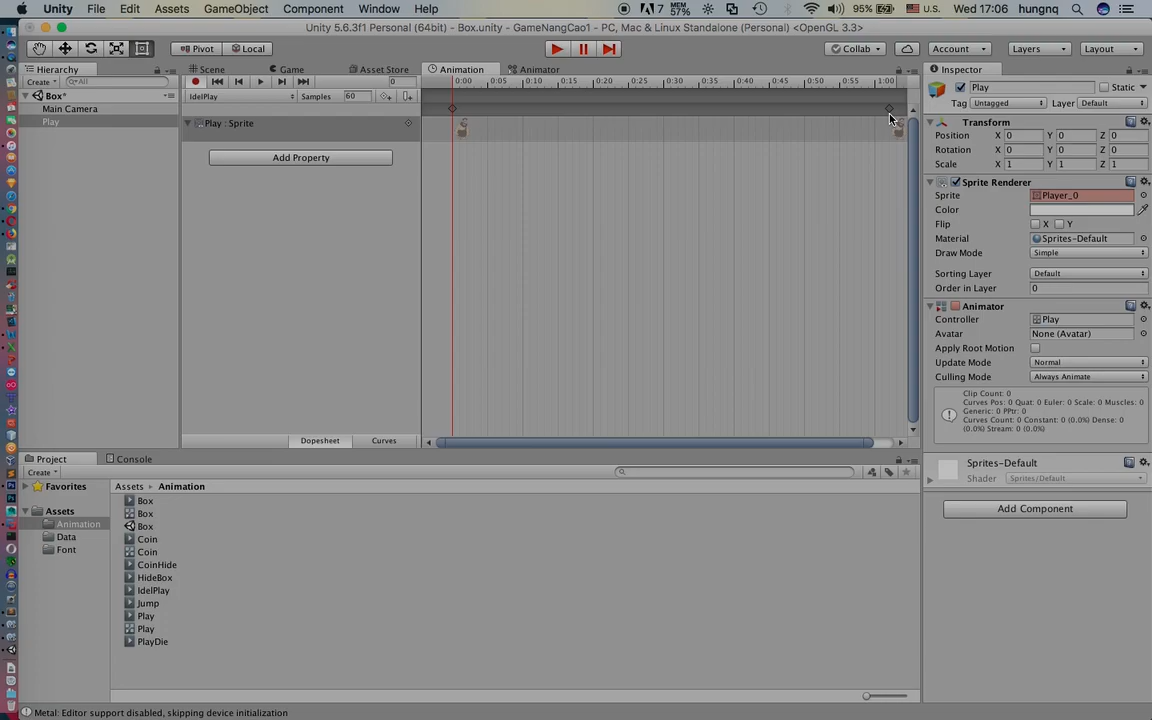 Unity File Edit Assets GameObject Component Window Help 7 MEM 57% 95% U.S. Wed 17:06 hungnq
Unity 5.6.3f1 Personal (64bit) - Box.unity - GameNangCao1 - PC, Mac & Linux Standalone (Personal) <OpenGL 3.3>
Pivot Local Collab Account Layers Layout
Hierarchy Scene Game Asset Store Animation Animator Inspector
Create All 0 0:00 0:05 0:10 0:15 0:20 0:25 0:30 0:35 0:40 0:45 0:50 0:55 1:00
Box* IdelPlay Samples 60 Play Static
Main Camera Tag Untagged Layer Default
Play Play : Sprite Transform
Position X 0 Y 0 Z 0
Rotation X 0 Y 0 Z 0
Add Property
Scale X 1 Y 1 Z 1
Sprite Renderer
Sprite Player_0
Color
Flip X Y
Material Sprites-Default
Draw Mode Simple
Sorting Layer Default
Order in Layer 0
Animator
Controller Play
Avatar None (Avatar)
Apply Root Motion
Update Mode Normal
Culling Mode Always Animate
Clip Count: 0
Curves Pos: 0 Quat: 0 Euler: 0 Scale: 0 Muscles: 0
Generic: 0 PPtr: 0
Curves Count: 0 Constant: 0 (0.0%) Dense: 0
(0.0%) Stream: 0 (0.0%)
Dopesheet Curves
Project Console
Sprites-Default
Create
Shader Sprites/Default
Favorites Assets Animation
Box
Assets Box
Animation Box
Data Coin
Font Coin
CoinHide
HideBox
IdelPlay
Jump
Play
Play
PlayDie
Add Component
Metal: Editor support disabled, skipping device initialization